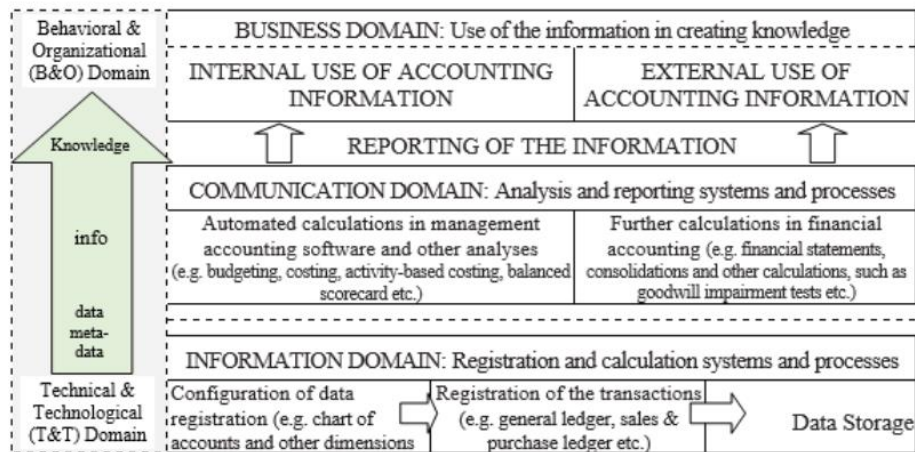 Behavioral &
Organizational
(B&O) Domain
Knowledge
info
data
meta-
data
Technical &
Technological
(T&T) Domain
BUSINESS DOMAIN: Use of the information in creating knowledge
INTERNAL USE OF ACCOUNTING
INFORMATION
EXTERNAL USE OF
ACCOUNTING INFORMATION
REPORTING OF THE INFORMATION
COMMUNICATION DOMAIN: Analysis and reporting systems and processes
Automated calculations in management
accounting software and other analyses
(e.g. budgeting, costing, activity-based costing, balanced
scorecard etc.)
Further calculations in financial
accounting (e.g. financial statements,
consolidations and other calculations, such as
goodwill impairment tests etc.)
INFORMATION DOMAIN: Registration and calculation systems and processes
Configuration of data
registration (e.g. chart of
accounts and other dimensions
Registration of the transactions
(e.g. general ledger, sales &
purchase ledger etc.)
Data Storage